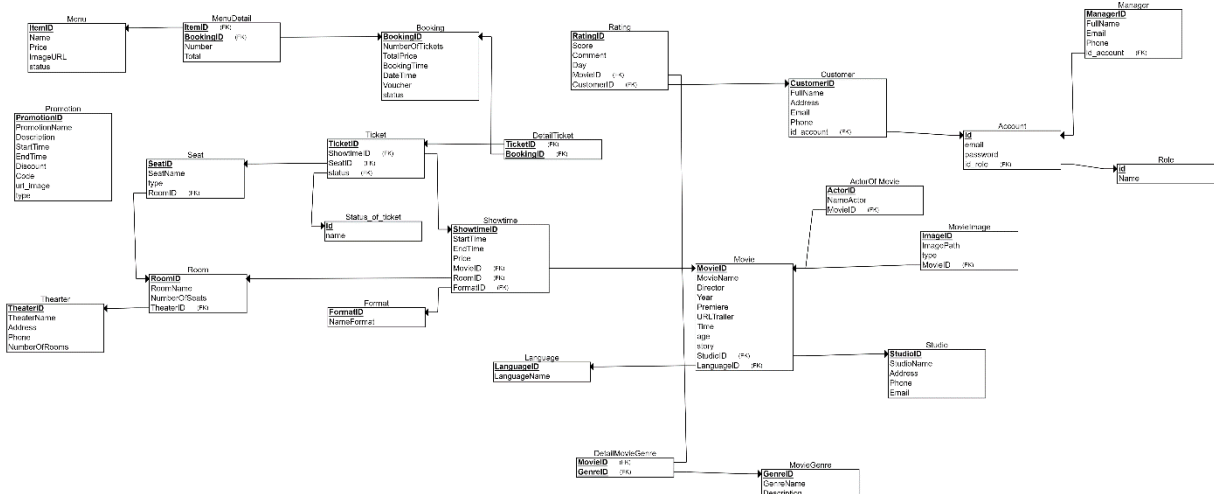 Menu
ItemID
Name
Price
ImageURL
status
MenuDetail
ItemID (FK)
BookingID (FK)
Number
Total
Booking
BookingID
NumberOfTickets
TotalPrice
BookingTime
DateTime
Voucher
status
Rating
RatingID
Score
Comment
Day
MovieID (FK)
CustomerID (FK)
Manager
ManagerID
FullName
Email
Phone
id_account (FK)
Customer
CustomerID
FullName
Address
Email
Phone
id_account (FK)
Account
id
email
password
id_role (FK)
Role
id
Name
Promotion
PromotionID
PromotionName
Description
StartTime
EndTime
Discount
Code
url_image
type
Seat
SeatID
SeatName
type
RoomID (FK)
Ticket
TicketID
ShowtimeID (FK)
SeatID (FK)
status (FK)
DetailTicket
TicketID (FK)
BookingID (FK)
Status_of_ticket
id
name
Showtime
ShowtimeID
StartTime
EndTime
Price
MovieID (FK)
RoomID (FK)
FormatID (FK)
ActorOf Movie
ActorID
NameActor
MovieID (FK)
MovieImage
ImageID
ImagePath
type
MovieID (FK)
Room
RoomID
RoomName
NumberOfSeats
TheaterID (FK)
Thearter
TheaterID
TheaterName
Address
Phone
NumberOfRooms
Format
FormatID
NameFormat
Movie
MovieID
MovieName
Director
Year
Premiere
URLTrailer
Time
age
story
StudioID (FK)
LanguageID (FK)
Language
LanguageID
LanguageName
Studio
StudioID
StudioName
Address
Phone
Email
DetailMovieGenre
MovieID (FK)
GenreID (FK)
MovieGenre
GenreID
GenreName
Description